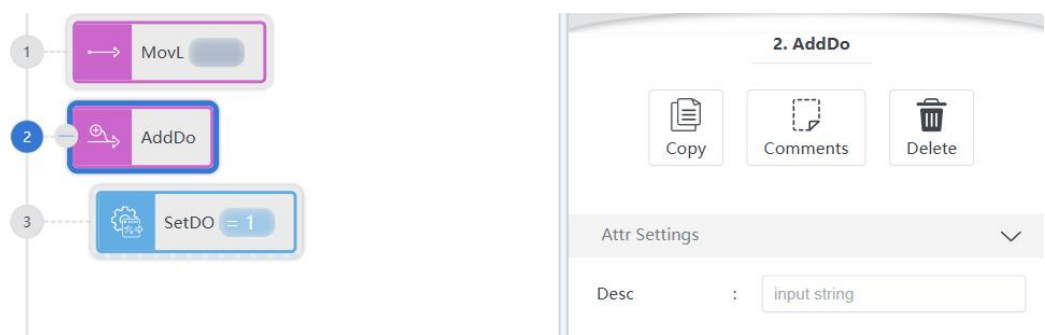 1
MovL
2
AddDo
3
SetDO = 1
2. AddDo
Copy Comments Delete
Attr Settings
Desc : input string